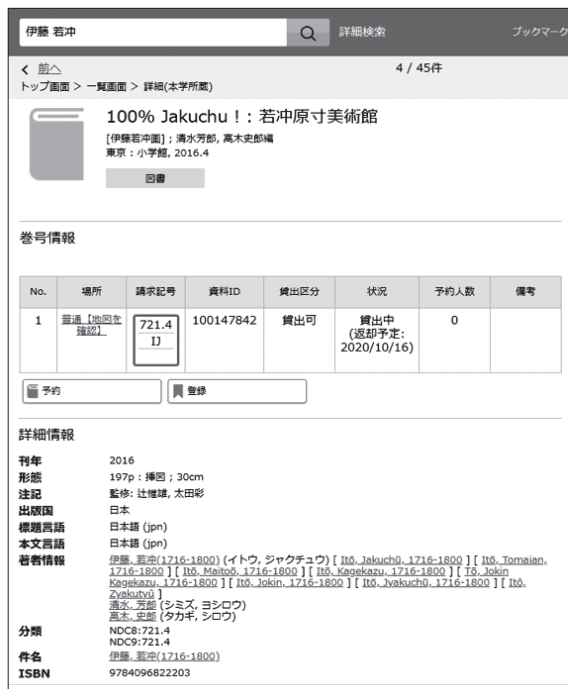 伊藤 若冲
詳細検索
ブックマーク
前へ
4 / 45件
トップ画面 > 一覧画面 > 詳細(本学所蔵)
100% Jakuchu ! : 若冲原寸美術館
[伊藤若冲画] ; 清水芳郎, 高木史郎編
東京 : 小学館, 2016.4
図書
巻号情報
No. 場所 請求記号 資料ID 貸出区分 状況 予約人数 備考
1 普通【地図を確認】 721.4 IJ 100147842 貸出可 貸出中 (返却予定: 2020/10/16) 0
予約
登録
詳細情報
刊年 2016
形態 197p : 挿図 ; 30cm
注記 監修: 辻惟雄, 太田彩
出版国 日本
標題言語 日本語 (jpn)
本文言語 日本語 (jpn)
著者情報 伊藤, 若冲(1716-1800) (イトウ, ジャクチュウ) [ Itō, Jakuchū, 1716-1800 ] [ Itō, Tomaian,
1716-1800 ] [ Itō, Maitoō, 1716-1800 ] [ Itō, Kagekazu, 1716-1800 ] [ Tō, Jokin
Kagekazu, 1716-1800 ] [ Itō, Jokin, 1716-1800 ] [ Itō, Jyakuchū, 1716-1800 ] [ Itō,
Zyakutyū ]
清水, 芳郎 (シミズ, ヨシロウ)
高木, 史郎 (タカギ, シロウ)
分類 NDC8:721.4
NDC9:721.4
件名 伊藤, 若冲(1716-1800)
ISBN 9784096822203